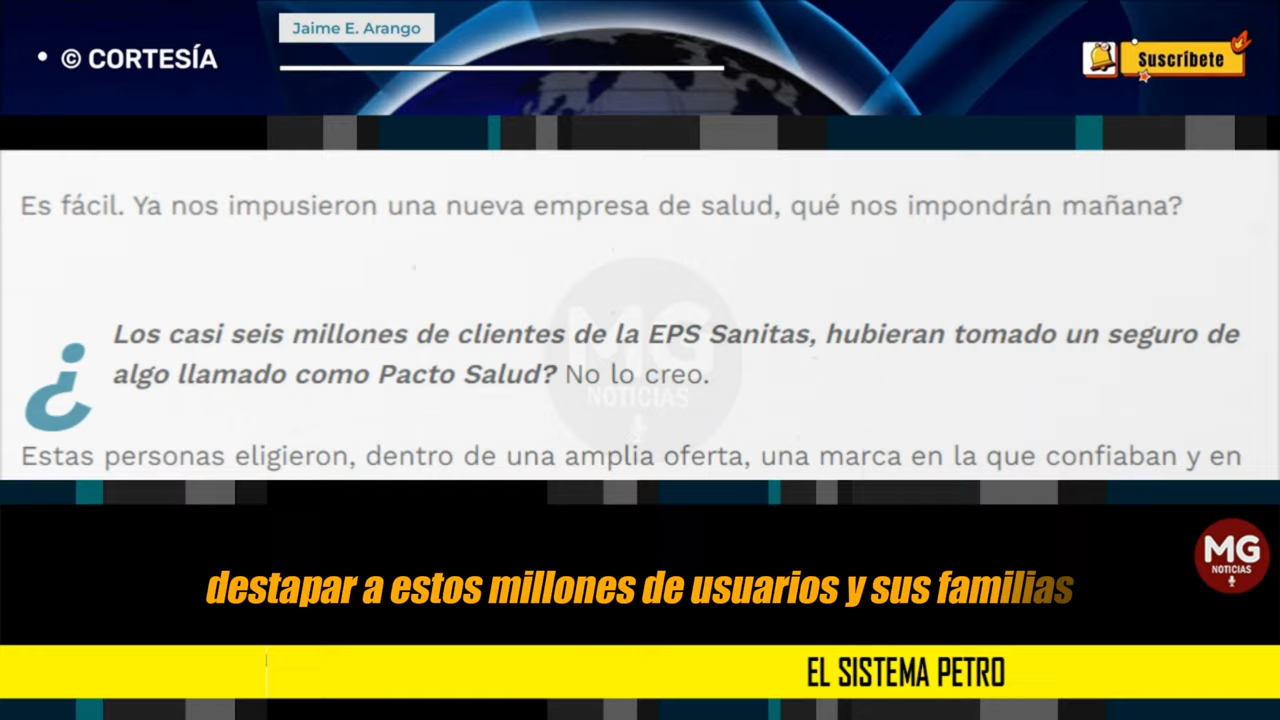 Jaime E. Arango
• © CORTESÍA
Suscríbete
Es fácil. Ya nos impusieron una nueva empresa de salud, qué nos impondrán mañana?
¿
Los casi seis millones de clientes de la EPS Sanitas, hubieran tomado un seguro de
algo llamado como Pacto Salud? No lo creo.
MG
NOTICIAS
Estas personas eligieron, dentro de una amplia oferta, una marca en la que confiaban y en
MG
NOTICIAS
destapar a estos millones de usuarios y sus familias
EL SISTEMA PETRO